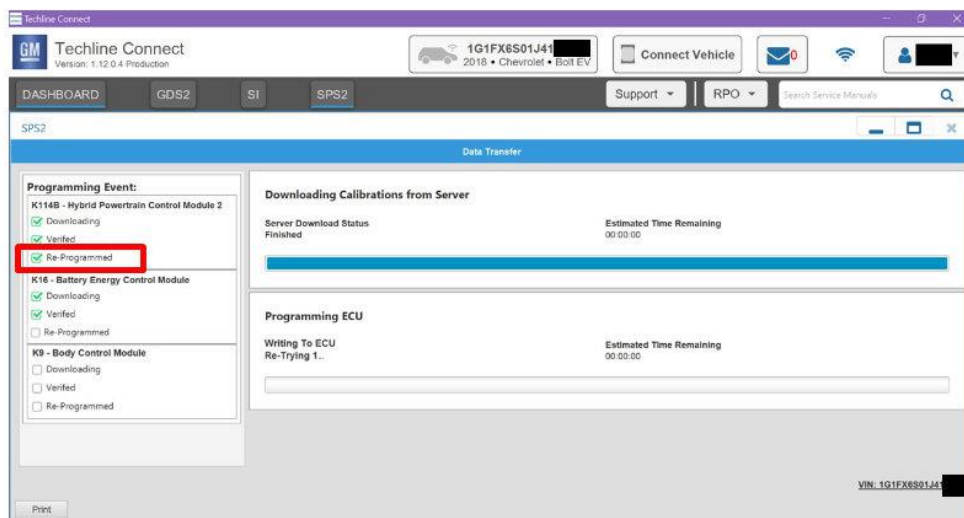 Techline Connect
GM
Techline Connect
Version: 1.12.0.4 Production
1G1FX6S01J41
2018 • Chevrolet • Bolt EV
Connect Vehicle
0
DASHBOARD GDS2 SI SPS2
Support RPO Search Service Manuals
SPS2
Data Transfer
Programming Event:
K114B - Hybrid Powertrain Control Module 2
Downloading
Verifed
Re-Programmed
K16 - Battery Energy Control Module
Downloading
Verifed
Re-Programmed
K9 - Body Control Module
Downloading
Verifed
Re-Programmed
Downloading Calibrations from Server
Server Download Status
Finished
Estimated Time Remaining
00:00:00
Programming ECU
Writing To ECU
Re-Trying 1..
Estimated Time Remaining
00:00:00
VIN: 1G1FX6S01J41
Print